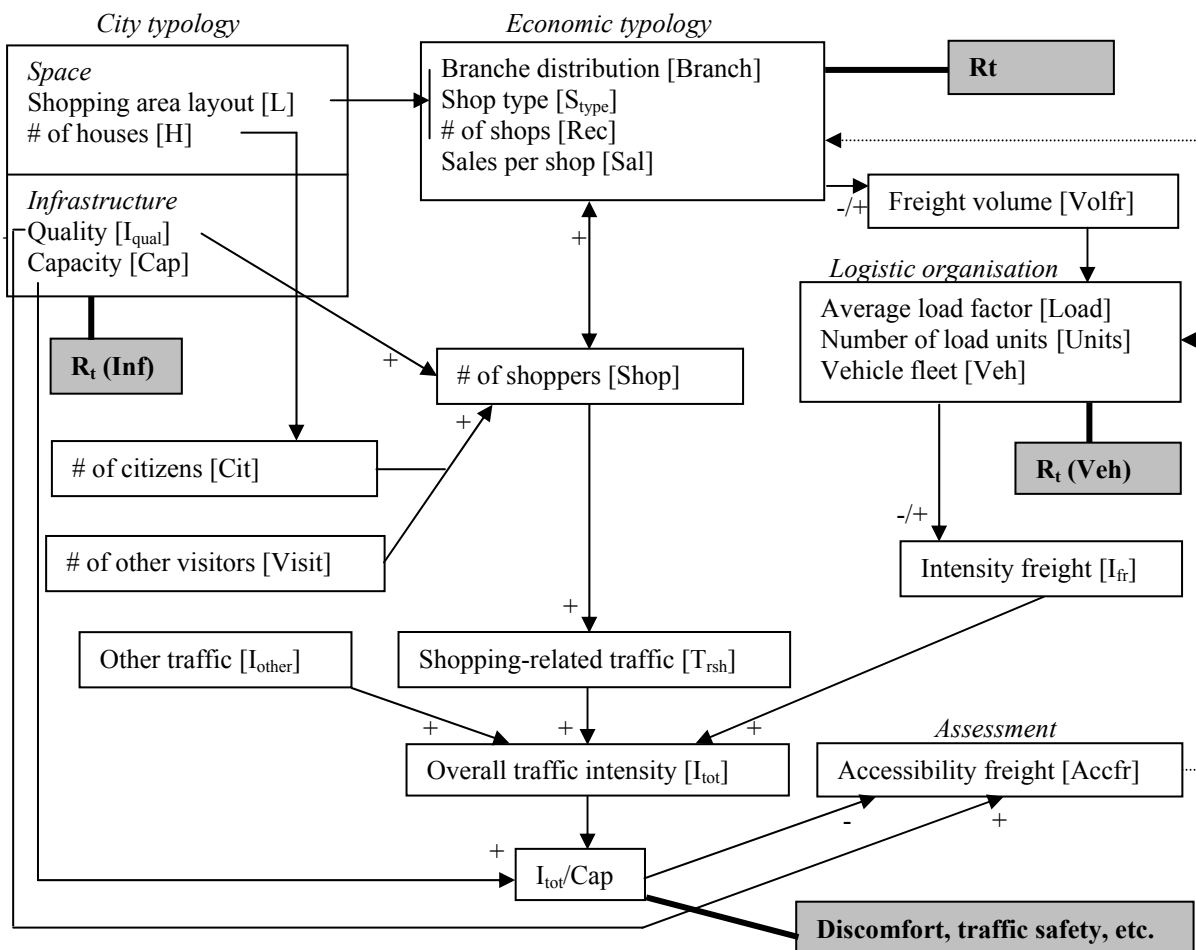 City typology
Economic typology
Space
Shopping area layout [L]
# of houses [H]
Infrastructure
Quality [Iqual]
Capacity [Cap]
Rt (Inf)
Branche distribution [Branch]
Shop type [Stype]
# of shops [Rec]
Sales per shop [Sal]
Rt
-/+
Freight volume [Volfr]
Logistic organisation
Average load factor [Load]
Number of load units [Units]
Vehicle fleet [Veh]
Rt (Veh)
+
+
# of shoppers [Shop]
+
# of citizens [Cit]
# of other visitors [Visit]
-/+
Intensity freight [Ifr]
+
Other traffic [Iother]
Shopping-related traffic [Trsh]
+
+
+
Overall traffic intensity [Itot]
Assessment
Accessibility freight [Accfr]
-
+
+
Itot/Cap
Discomfort, traffic safety, etc.